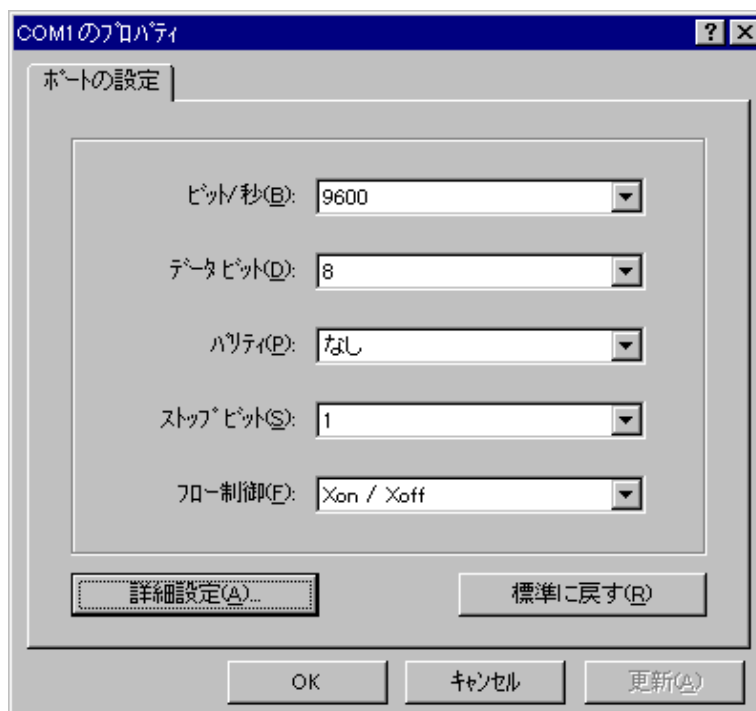 COM1のﾌﾟﾛﾊﾟﾃｨ
ﾎﾟｰﾄの設定
ﾋﾞｯﾄ/秒(B): 9600
ﾃﾞｰﾀ ﾋﾞｯﾄ(D): 8
ﾊﾟﾘﾃｨ(P): なし
ｽﾄｯﾌﾟ ﾋﾞｯﾄ(S): 1
ﾌﾛｰ制御(F): Xon / Xoff
詳細設定(A)... 標準に戻す(R)
OK ｷｬﾝｾﾙ 更新(A)